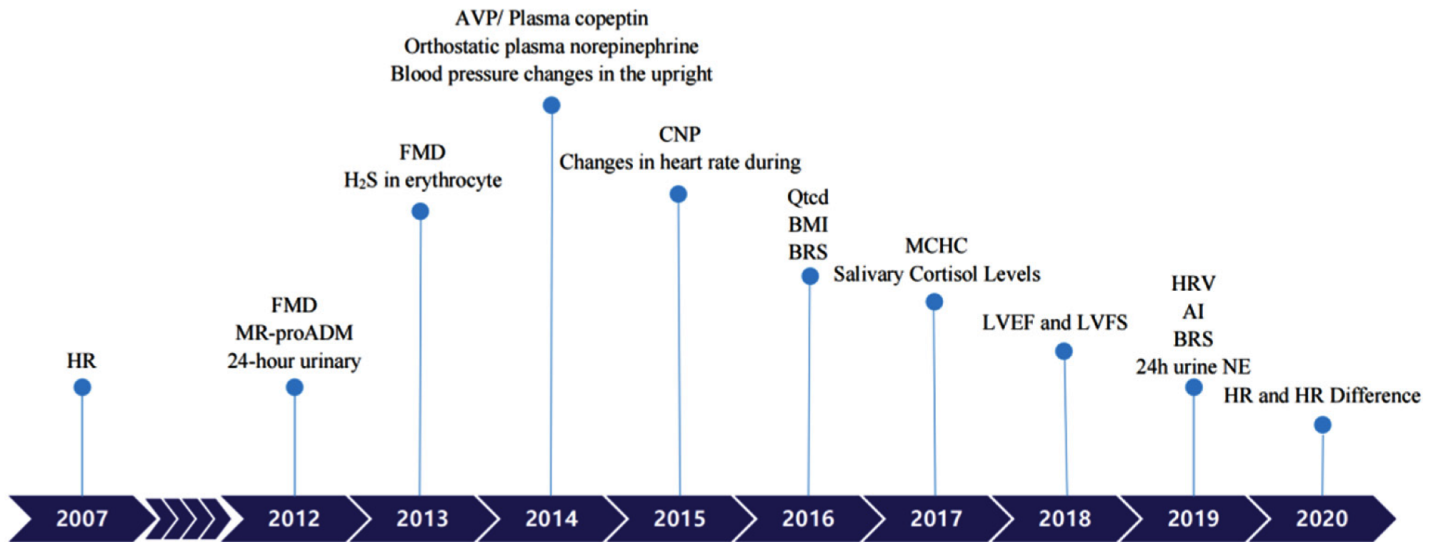 AVP/ Plasma copeptin
Orthostatic plasma norepinephrine
Blood pressure changes in the upright
CNP
Changes in heart rate during
FMD
H₂S in erythrocyte
Qtcd
BMI
BRS
MCHC
Salivary Cortisol Levels
HRV
AI
BRS
24h urine NE
FMD
MR-proADM
24-hour urinary
LVEF and LVFS
HR
HR and HR Difference
2007
2012
2013
2014
2015
2016
2017
2018
2019
2020